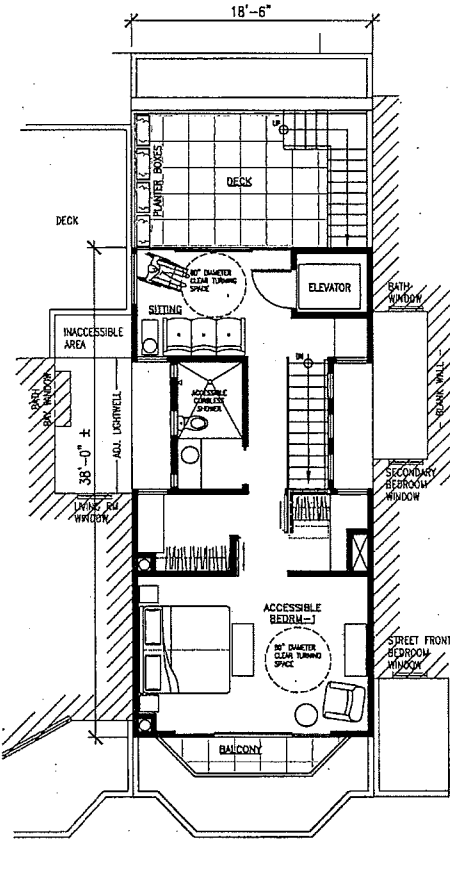 18'-6"
UP
PLANTER BOXES
DECK
DECK
60" DIAMETER
CLEAR TURNING
SPACE
ELEVATOR
BATH
WINDOW
SITTING
INACCESSIBLE
AREA
DN
BLANK WALL
ACCESSIBLE
CURBLESS
SHOWER
BATH
BAY WINDOW
38'-0" ±
ADJ. LIGHTWELL
SECONDARY
BEDROOM
WINDOW
LIVING RM
WINDOW
ACCESSIBLE
BEDRM-1
60" DIAMETER
CLEAR TURNING
SPACE
STREET FRONT
BEDROOM
WINDOW
BALCONY